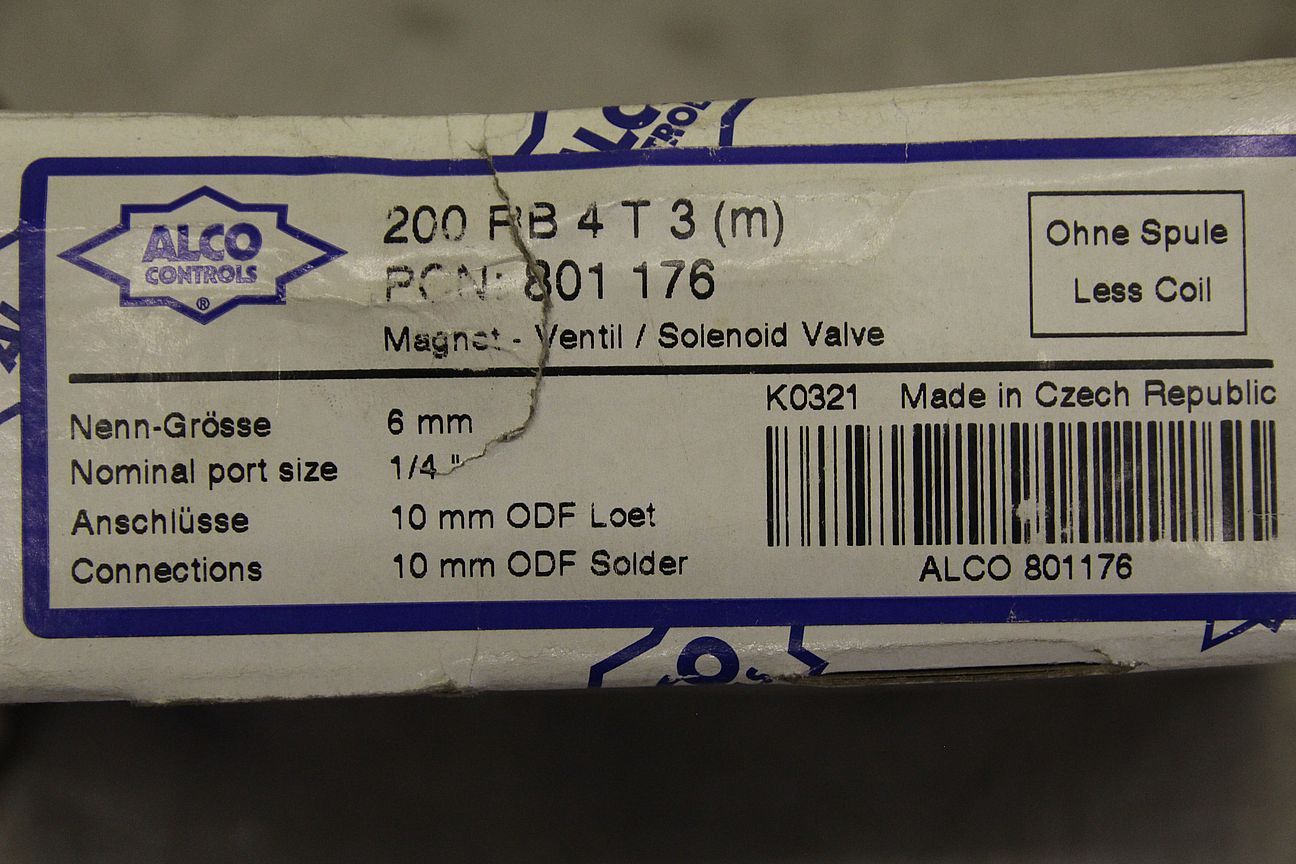 ALCO
CONTROLS
®
200 RB 4 T 3 (m)
PCN: 801 176
Magnet - Ventil / Solenoid Valve
Ohne Spule
Less Coil
K0321 Made in Czech Republic
Nenn-Grösse 6 mm
Nominal port size 1/4 "
Anschlüsse 10 mm ODF Loet
Connections 10 mm ODF Solder
ALCO 801176